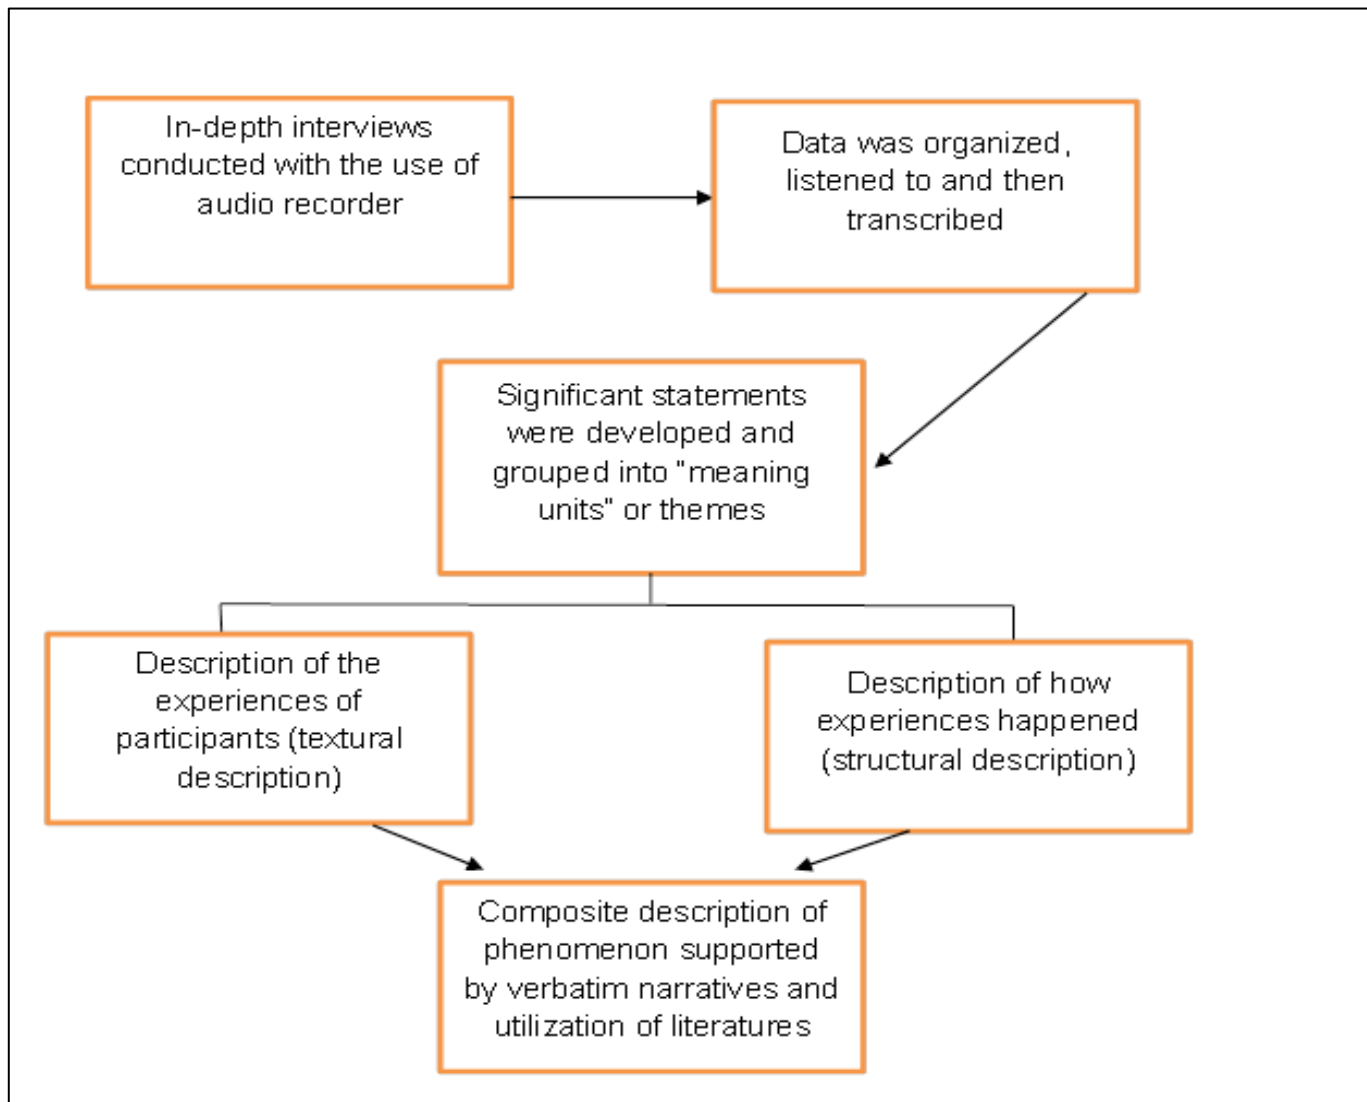 In-depth interviews
conducted with the use of
audio recorder
Data was organized,
listened to and then
transcribed
Significant statements
were developed and
grouped into "meaning
units" or themes
Description of the
experiences of
participants (textural
description)
Description of how
experiences happened
(structural description)
Composite description of
phenomenon supported
by verbatim narratives and
utilization of literatures